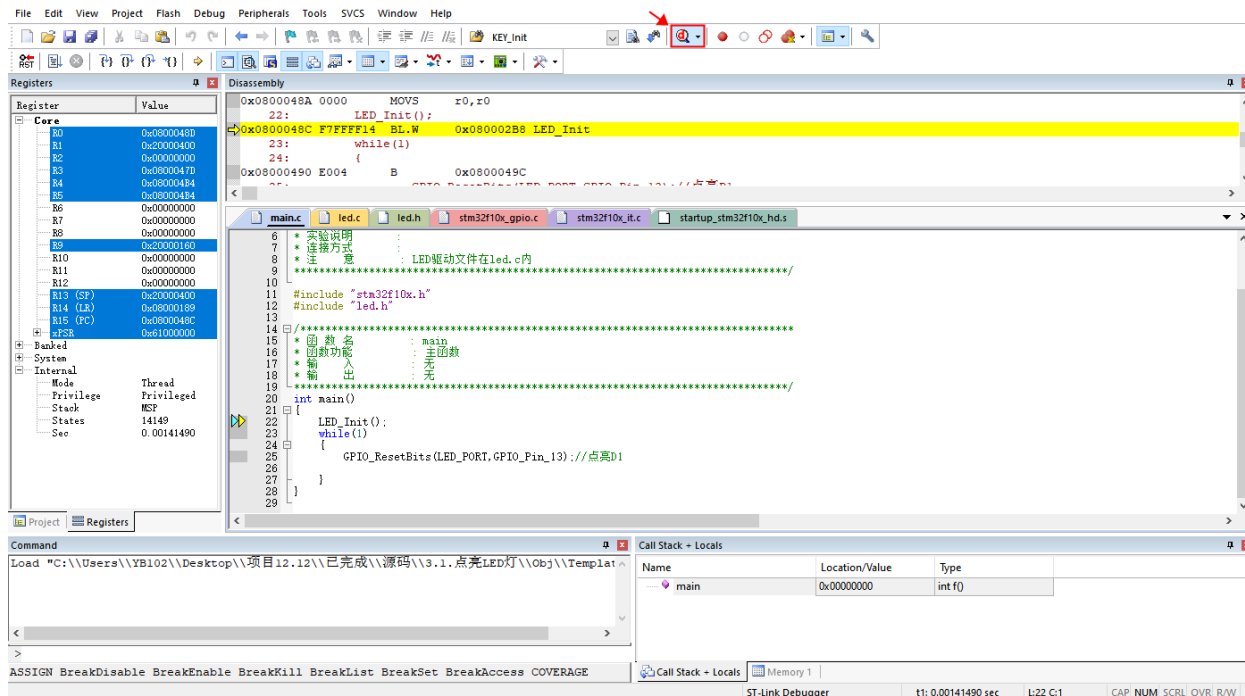 File Edit View Project Flash Debug Peripherals Tools SVCS Window Help
KEY_Init
RST
Registers
Register Value
Core
R0 0x0800048D
R1 0x20000400
R2 0x00000000
R3 0x0800047D
R4 0x080004B4
R5 0x080004B4
R6 0x00000000
R7 0x00000000
R8 0x00000000
R9 0x20000160
R10 0x00000000
R11 0x00000000
R12 0x00000000
R13 (SP) 0x20000400
R14 (LR) 0x08000189
R15 (PC) 0x0800048C
xPSR 0x61000000
Banked
System
Internal
Mode Thread
Privilege Privileged
Stack MSP
States 14149
Sec 0.00141490
Project Registers
Disassembly
0x0800048A 0000 MOVS r0,r0
22: LED_Init();
0x0800048C F7FFFF14 BL.W 0x080002B8 LED_Init
23: while(1)
24: {
0x08000490 E004 B 0x0800049C
25: GPIO_ResetBits(LED_PORT,GPIO_Pin_13);//点亮D1
main.c led.c led.h stm32f10x_gpio.c stm32f10x_it.c startup_stm32f10x_hd.s
6 * 实验说明 :
7 * 连接方式 :
8 * 注 意 : LED驱动文件在led.c内
9 *******************************************************************************/
10
11 #include "stm32f10x.h"
12 #include "led.h"
13
14 /*******************************************************************************
15 * 函 数 名 : main
16 * 函数功能 : 主函数
17 * 输 入 : 无
18 * 输 出 : 无
19 *******************************************************************************/
20 int main()
21 {
22 LED_Init();
23 while(1)
24 {
25 GPIO_ResetBits(LED_PORT,GPIO_Pin_13);//点亮D1
26
27 }
28 }
29
Command
Load "C:\\Users\\YB102\\Desktop\\项目12.12\\已完成\\源码\\3.1.点亮LED灯\\Obj\\Templat
>
ASSIGN BreakDisable BreakEnable BreakKill BreakList BreakSet BreakAccess COVERAGE
Call Stack + Locals
Name Location/Value Type
main 0x00000000 int f()
Call Stack + Locals Memory 1
ST-Link Debugger t1: 0.00141490 sec L:22 C:1 CAP NUM SCRL OVR R/W